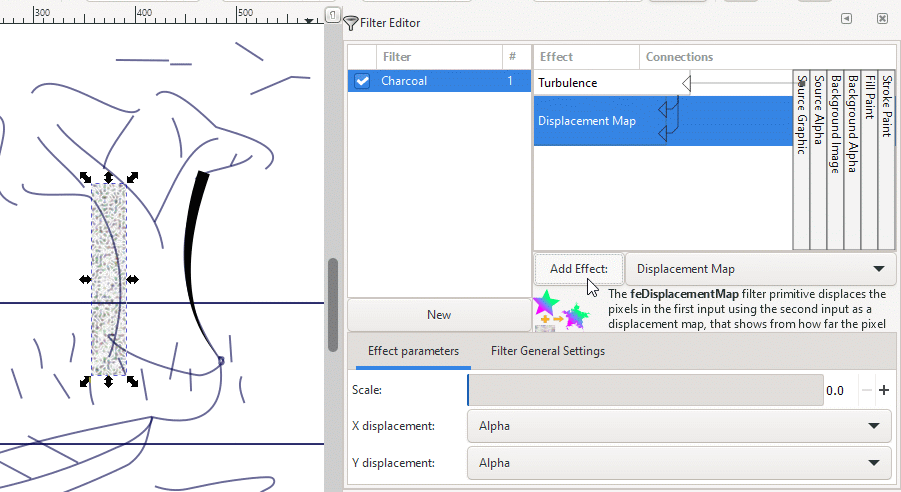 300
400
500
Filter Editor
Filter
#
Effect
Connections
Charcoal
1
Turbulence
Displacement Map
Source Graphic
Source Alpha
Background Image
Background Alpha
Fill Paint
Stroke Paint
Add Effect:
Displacement Map
The feDisplacementMap filter primitive displaces the
pixels in the first input using the second input as a
displacement map, that shows from how far the pixel
New
Effect parameters
Filter General Settings
Scale:
0.0
X displacement:
Alpha
Y displacement:
Alpha